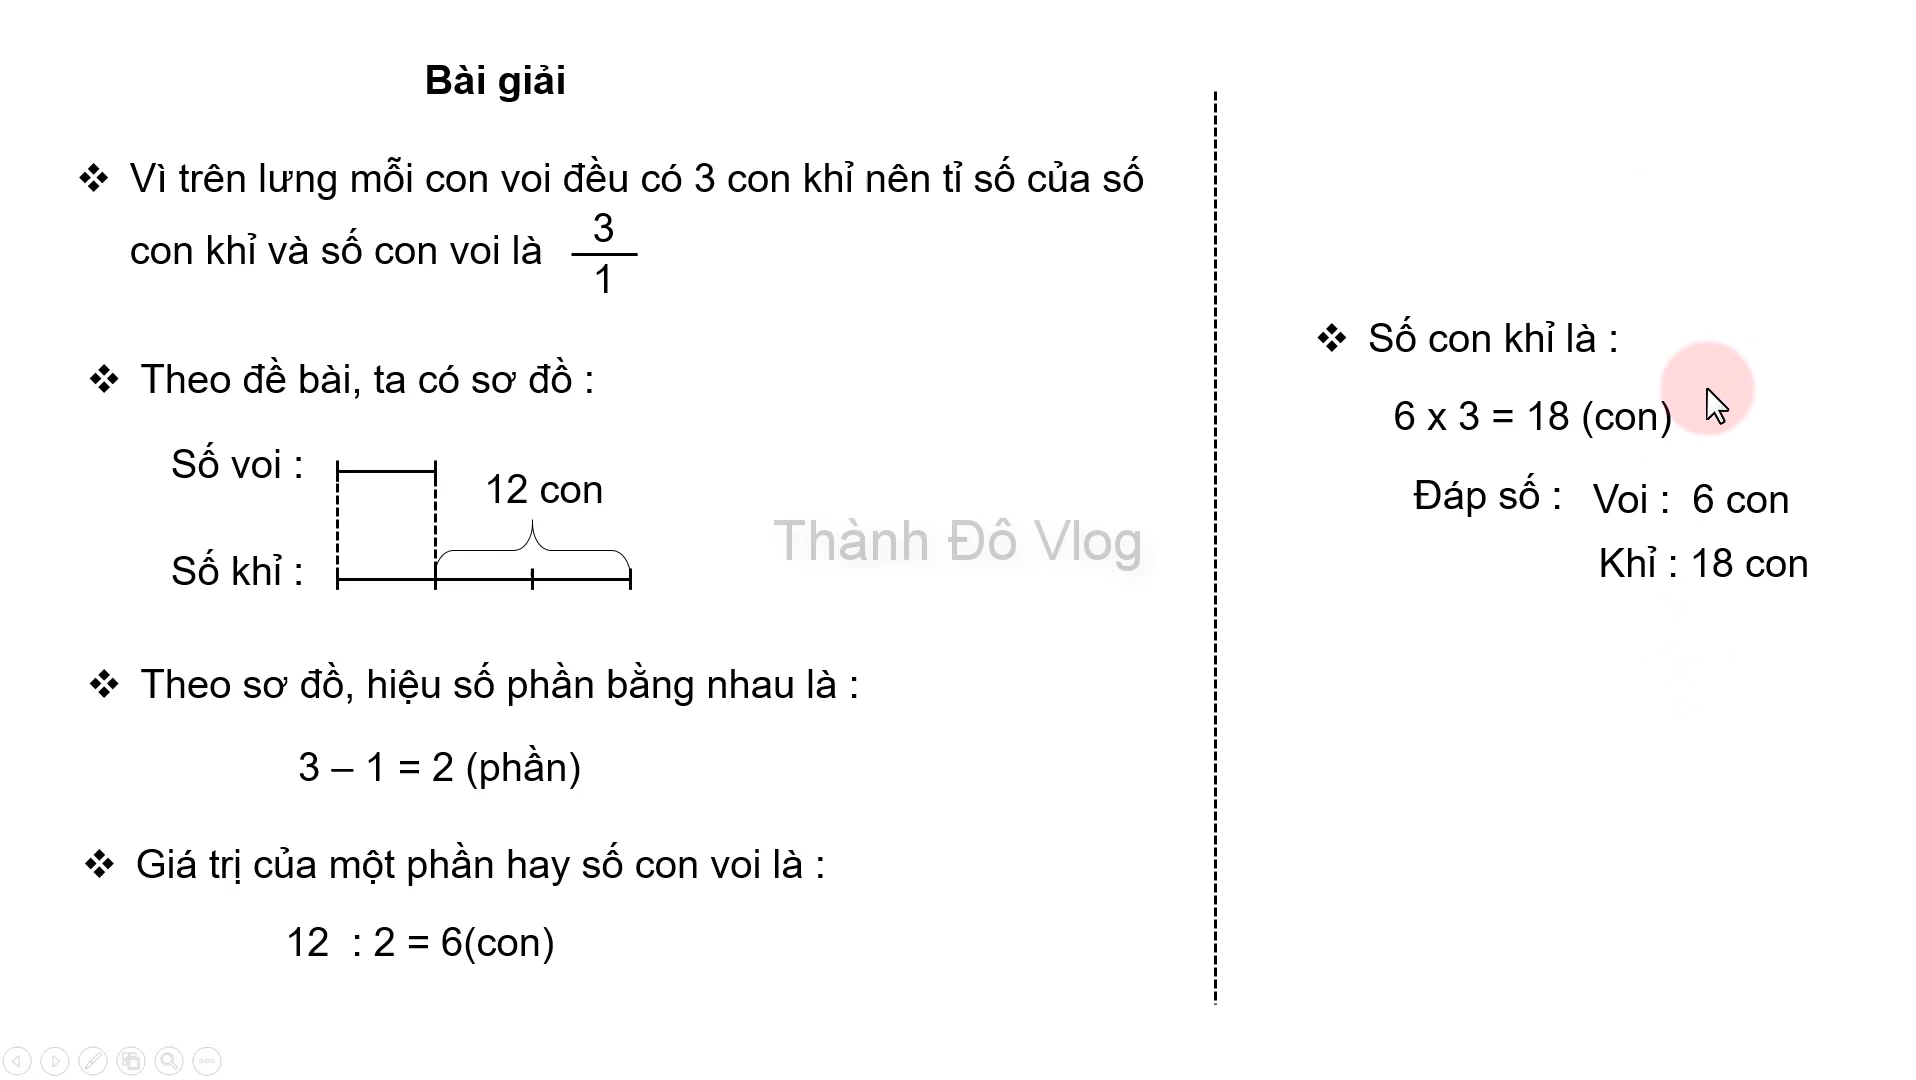 Bài giải
❖ Vì trên lưng mỗi con voi đều có 3 con khỉ nên tỉ số của số
con khỉ và số con voi là 3/1
❖ Theo đề bài, ta có sơ đồ :
Số voi :
12 con
Số khỉ :
❖ Theo sơ đồ, hiệu số phần bằng nhau là :
3 – 1 = 2 (phần)
❖ Giá trị của một phần hay số con voi là :
12 : 2 = 6(con)
Thành Đô Vlog
❖ Số con khỉ là :
6 x 3 = 18 (con)
Đáp số : Voi : 6 con
Khỉ : 18 con